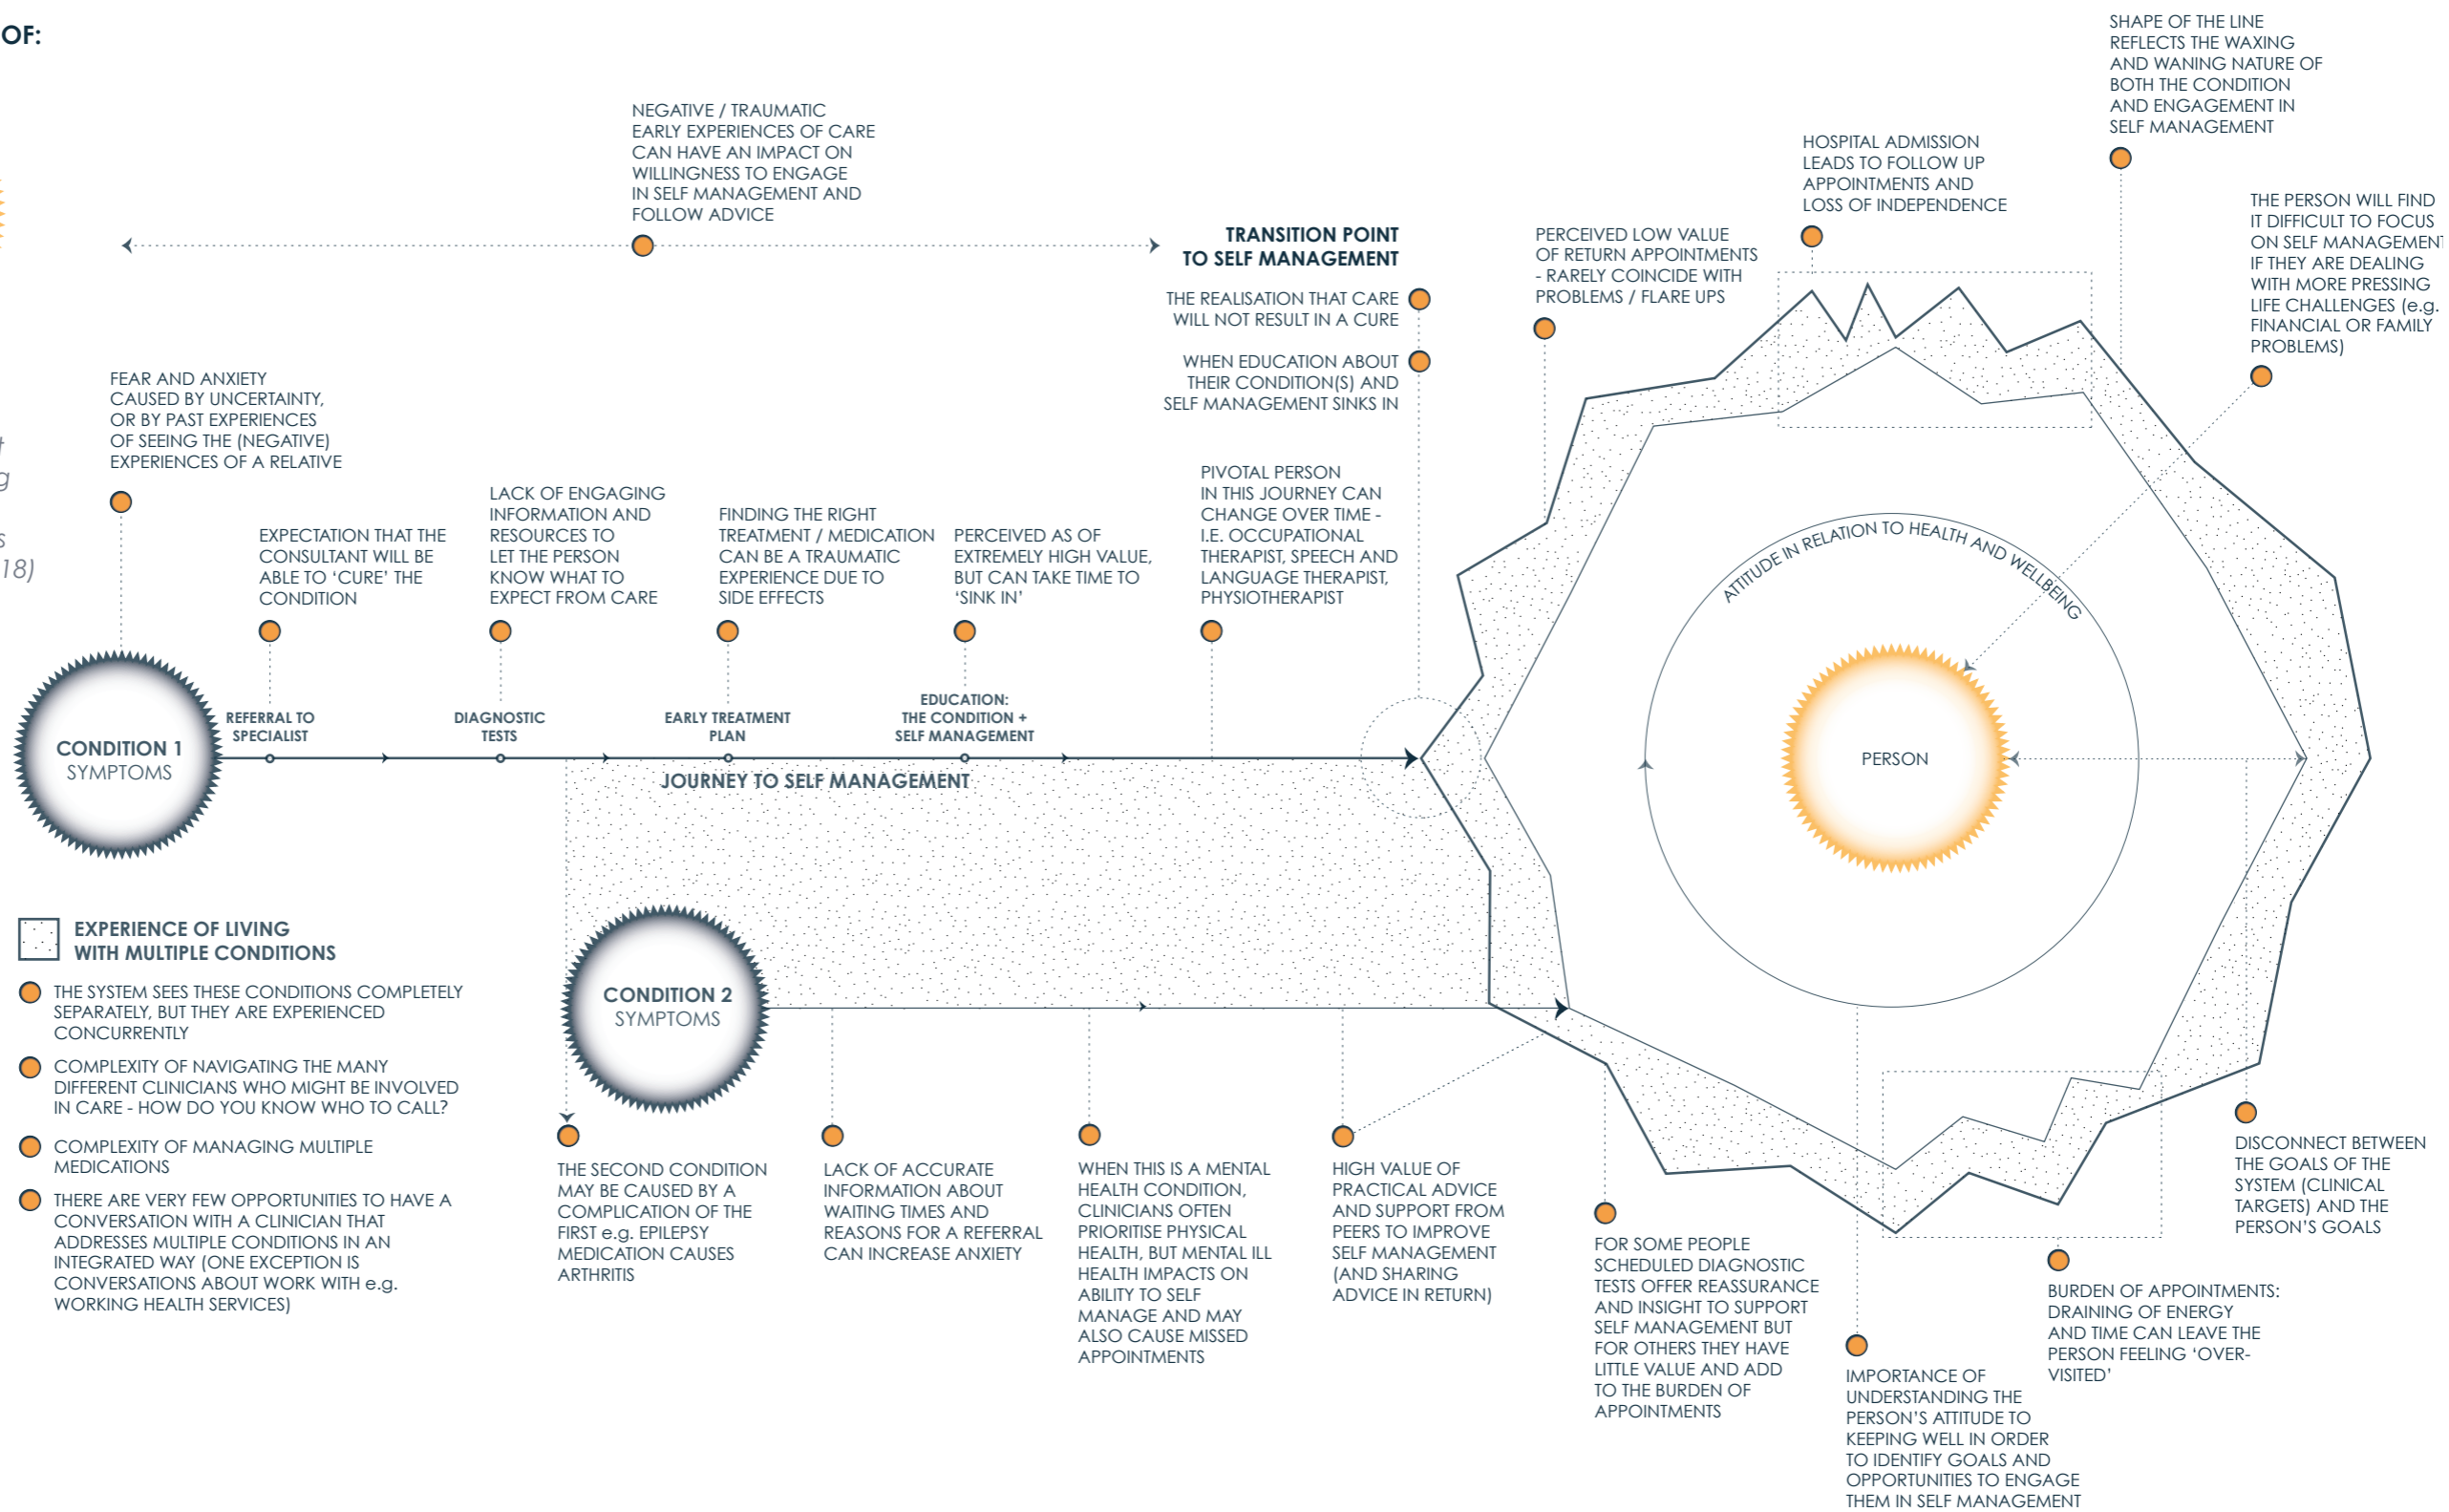 OF:
t
g
s
18)
NEGATIVE / TRAUMATIC
EARLY EXPERIENCES OF CARE
CAN HAVE AN IMPACT ON
WILLINGNESS TO ENGAGE
IN SELF MANAGEMENT AND
FOLLOW ADVICE
FEAR AND ANXIETY
CAUSED BY UNCERTAINTY,
OR BY PAST EXPERIENCES
OF SEEING THE (NEGATIVE)
EXPERIENCES OF A RELATIVE
EXPECTATION THAT THE
CONSULTANT WILL BE
ABLE TO ‘CURE’ THE
CONDITION
LACK OF ENGAGING
INFORMATION AND
RESOURCES TO
LET THE PERSON
KNOW WHAT TO
EXPECT FROM CARE
FINDING THE RIGHT
TREATMENT / MEDICATION
CAN BE A TRAUMATIC
EXPERIENCE DUE TO
SIDE EFFECTS
PERCEIVED AS OF
EXTREMELY HIGH VALUE,
BUT CAN TAKE TIME TO
‘SINK IN’
TRANSITION POINT
TO SELF MANAGEMENT
THE REALISATION THAT CARE
WILL NOT RESULT IN A CURE
WHEN EDUCATION ABOUT
THEIR CONDITION(S) AND
SELF MANAGEMENT SINKS IN
PIVOTAL PERSON
IN THIS JOURNEY CAN
CHANGE OVER TIME -
I.E. OCCUPATIONAL
THERAPIST, SPEECH AND
LANGUAGE THERAPIST,
PHYSIOTHERAPIST
PERCEIVED LOW VALUE
OF RETURN APPOINTMENTS
- RARELY COINCIDE WITH
PROBLEMS / FLARE UPS
HOSPITAL ADMISSION
LEADS TO FOLLOW UP
APPOINTMENTS AND
LOSS OF INDEPENDENCE
SHAPE OF THE LINE
REFLECTS THE WAXING
AND WANING NATURE OF
BOTH THE CONDITION
AND ENGAGEMENT IN
SELF MANAGEMENT
THE PERSON WILL FIND
IT DIFFICULT TO FOCUS
ON SELF MANAGEMENT
IF THEY ARE DEALING
WITH MORE PRESSING
LIFE CHALLENGES (e.g.
FINANCIAL OR FAMILY
PROBLEMS)
CONDITION 1
SYMPTOMS
REFERRAL TO
SPECIALIST
DIAGNOSTIC
TESTS
EARLY TREATMENT
PLAN
EDUCATION:
THE CONDITION +
SELF MANAGEMENT
JOURNEY TO SELF MANAGEMENT
ATTITUDE IN RELATION TO HEALTH AND WELLBEING
PERSON
CONDITION 2
SYMPTOMS
EXPERIENCE OF LIVING
WITH MULTIPLE CONDITIONS
THE SYSTEM SEES THESE CONDITIONS COMPLETELY
SEPARATELY, BUT THEY ARE EXPERIENCED
CONCURRENTLY
COMPLEXITY OF NAVIGATING THE MANY
DIFFERENT CLINICIANS WHO MIGHT BE INVOLVED
IN CARE - HOW DO YOU KNOW WHO TO CALL?
COMPLEXITY OF MANAGING MULTIPLE
MEDICATIONS
THERE ARE VERY FEW OPPORTUNITIES TO HAVE A
CONVERSATION WITH A CLINICIAN THAT
ADDRESSES MULTIPLE CONDITIONS IN AN
INTEGRATED WAY (ONE EXCEPTION IS
CONVERSATIONS ABOUT WORK WITH e.g.
WORKING HEALTH SERVICES)
THE SECOND CONDITION
MAY BE CAUSED BY A
COMPLICATION OF THE
FIRST e.g. EPILEPSY
MEDICATION CAUSES
ARTHRITIS
LACK OF ACCURATE
INFORMATION ABOUT
WAITING TIMES AND
REASONS FOR A REFERRAL
CAN INCREASE ANXIETY
WHEN THIS IS A MENTAL
HEALTH CONDITION,
CLINICIANS OFTEN
PRIORITISE PHYSICAL
HEALTH, BUT MENTAL ILL
HEALTH IMPACTS ON
ABILITY TO SELF
MANAGE AND MAY
ALSO CAUSE MISSED
APPOINTMENTS
HIGH VALUE OF
PRACTICAL ADVICE
AND SUPPORT FROM
PEERS TO IMPROVE
SELF MANAGEMENT
(AND SHARING
ADVICE IN RETURN)
FOR SOME PEOPLE
SCHEDULED DIAGNOSTIC
TESTS OFFER REASSURANCE
AND INSIGHT TO SUPPORT
SELF MANAGEMENT BUT
FOR OTHERS THEY HAVE
LITTLE VALUE AND ADD
TO THE BURDEN OF
APPOINTMENTS
IMPORTANCE OF
UNDERSTANDING THE
PERSON’S ATTITUDE TO
KEEPING WELL IN ORDER
TO IDENTIFY GOALS AND
OPPORTUNITIES TO ENGAGE
THEM IN SELF MANAGEMENT
BURDEN OF APPOINTMENTS:
DRAINING OF ENERGY
AND TIME CAN LEAVE THE
PERSON FEELING ‘OVER-
VISITED’
DISCONNECT BETWEEN
THE GOALS OF THE
SYSTEM (CLINICAL
TARGETS) AND THE
PERSON’S GOALS